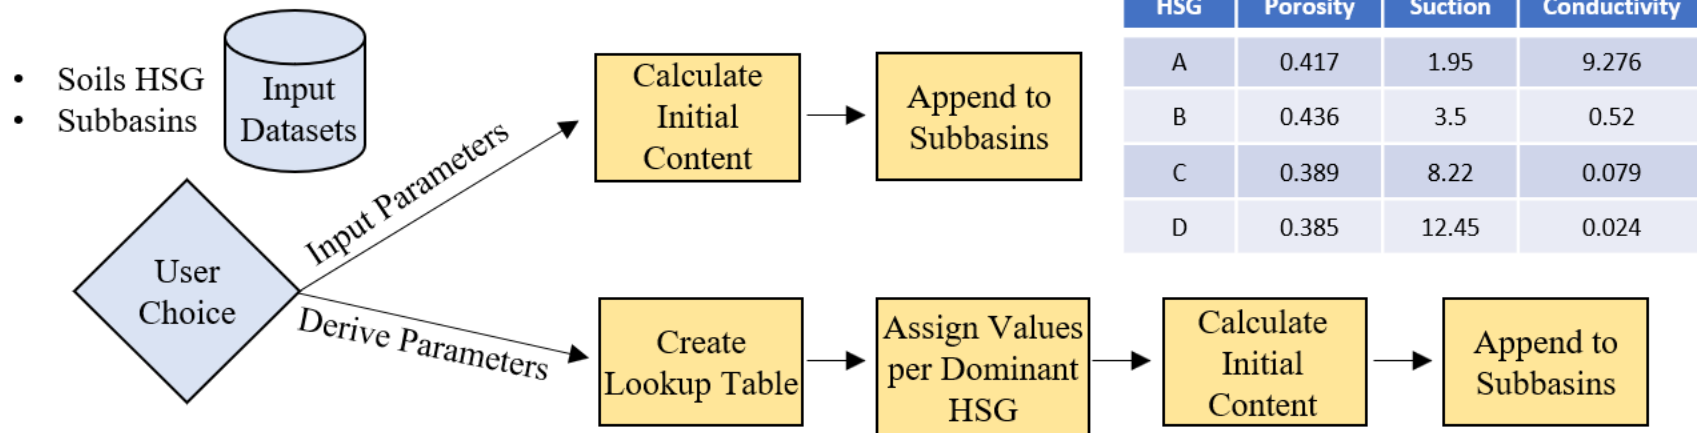 • Soils HSG
• Subbasins
Input
Datasets
User
Choice
Input Parameters
Derive Parameters
Calculate
Initial
Content
Append to
Subbasins
Create
Lookup Table
Assign Values
per Dominant
HSG
Calculate
Initial
Content
Append to
Subbasins
HSG Porosity Suction Conductivity
A 0.417 1.95 9.276
B 0.436 3.5 0.52
C 0.389 8.22 0.079
D 0.385 12.45 0.024